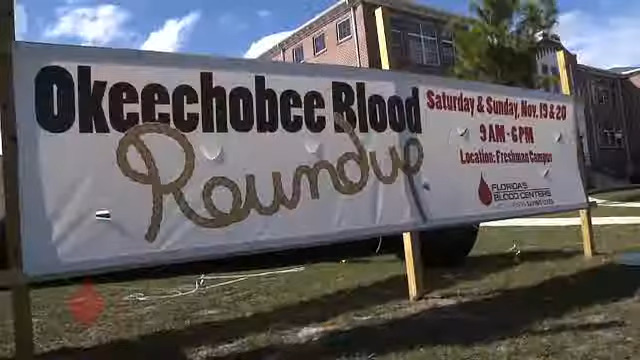 Okeechobee Blood
Roundup
Saturday & Sunday, Nov. 19 & 20
9 AM - 6 PM
Location: Freshman Campus
FLORIDA'S
BLOOD CENTERS